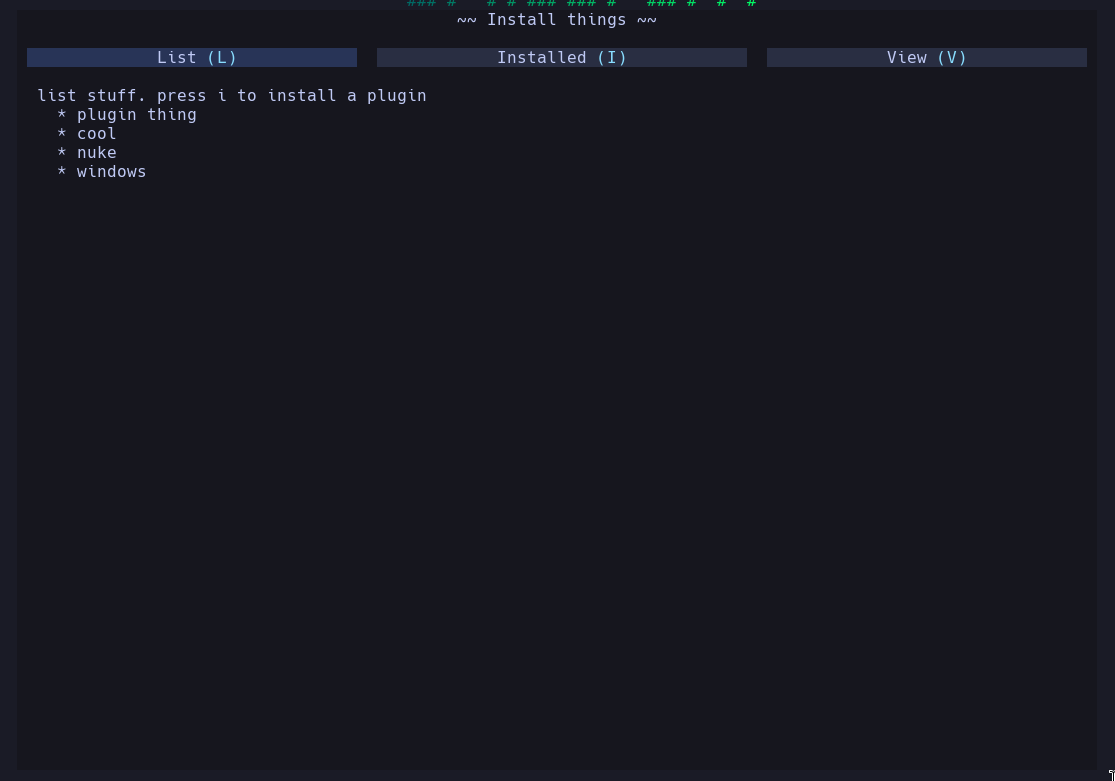 ~~ Install things ~~
List (L) Installed (I) View (V)
list stuff. press i to install a plugin
* plugin thing
* cool
* nuke
* windows